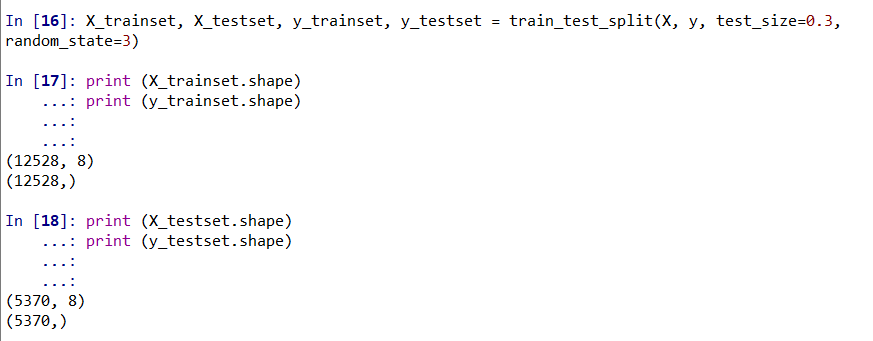 In [16]: X_trainset, X_testset, y_trainset, y_testset = train_test_split(X, y, test_size=0.3,
random_state=3)
In [17]: print (X_trainset.shape)
    ...: print (y_trainset.shape)
    ...:
    ...:
(12528, 8)
(12528,)
In [18]: print (X_testset.shape)
    ...: print (y_testset.shape)
    ...:
    ...:
(5370, 8)
(5370,)